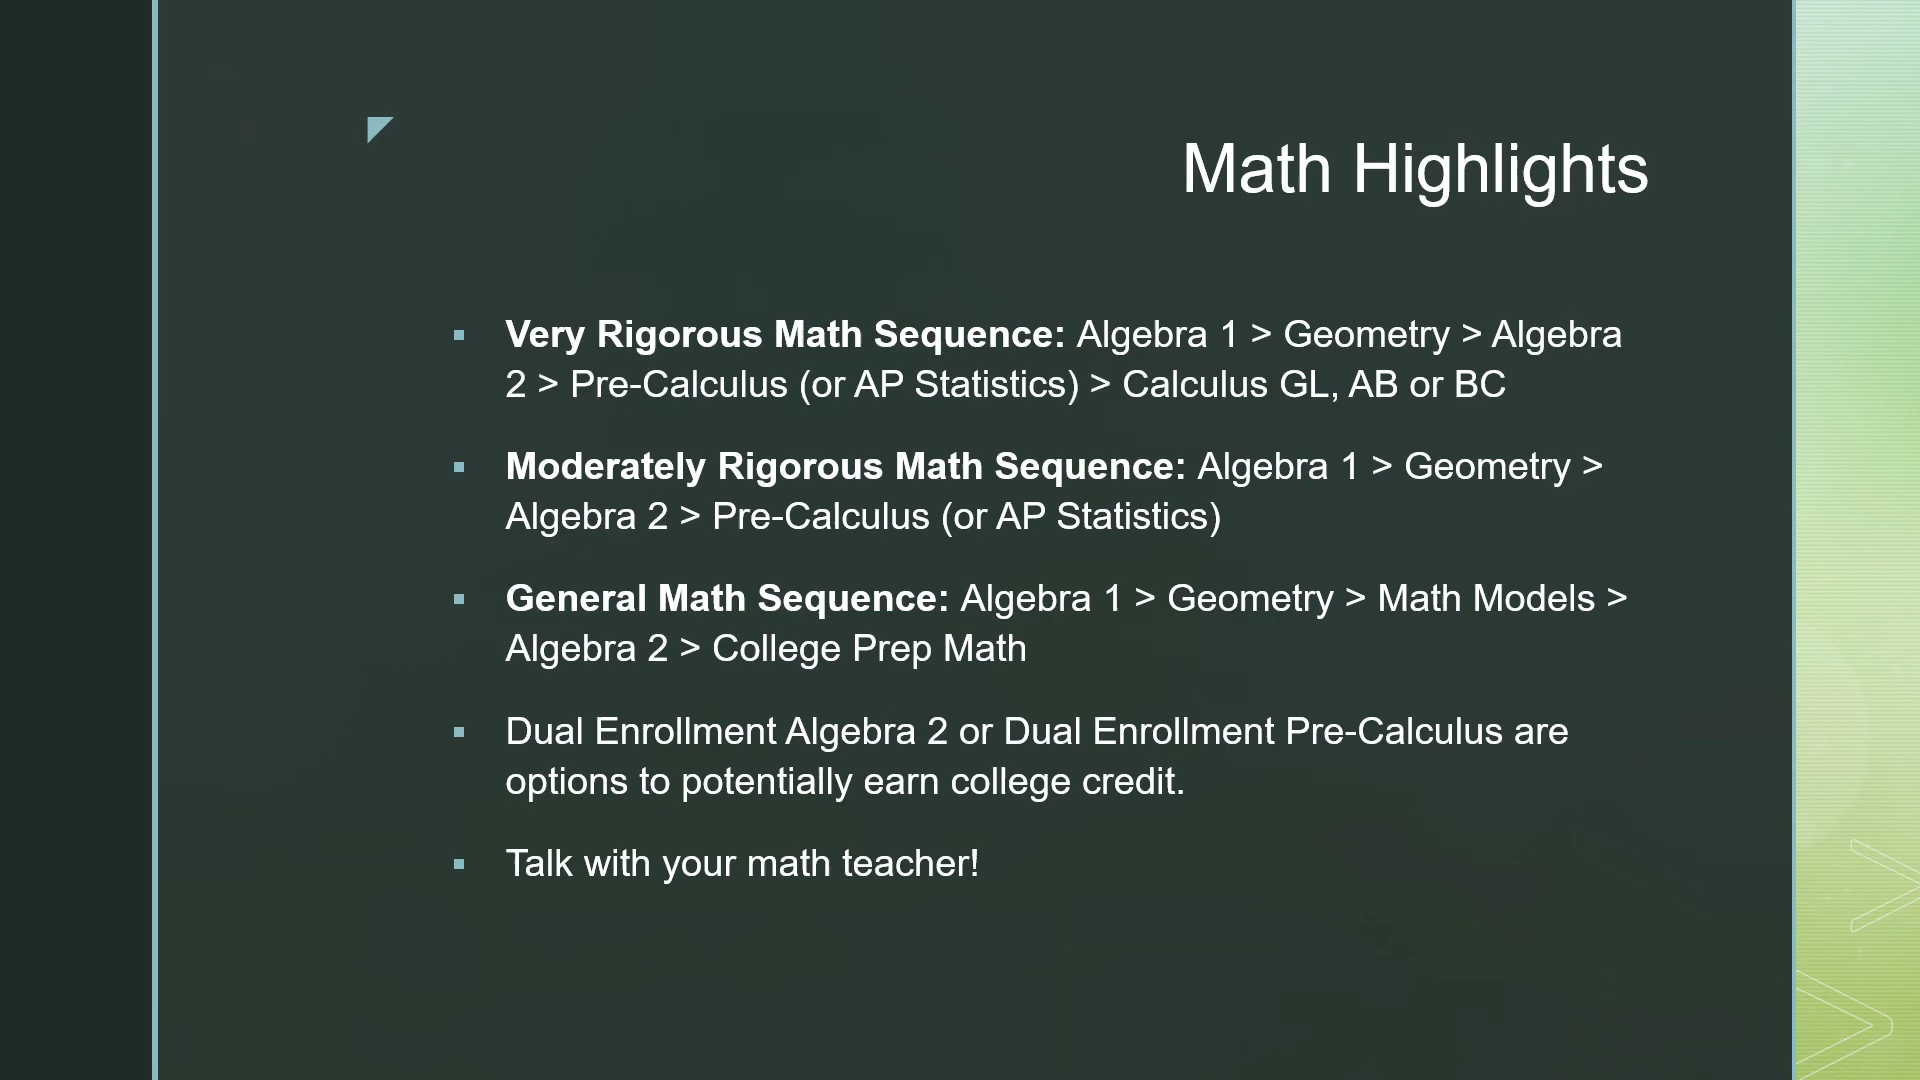 Math Highlights
Very Rigorous Math Sequence: Algebra 1 > Geometry > Algebra
2 > Pre-Calculus (or AP Statistics) > Calculus GL, AB or BC
Moderately Rigorous Math Sequence: Algebra 1 > Geometry >
Algebra 2 > Pre-Calculus (or AP Statistics)
General Math Sequence: Algebra 1 > Geometry > Math Models >
Algebra 2 > College Prep Math
Dual Enrollment Algebra 2 or Dual Enrollment Pre-Calculus are
options to potentially earn college credit.
Talk with your math teacher!